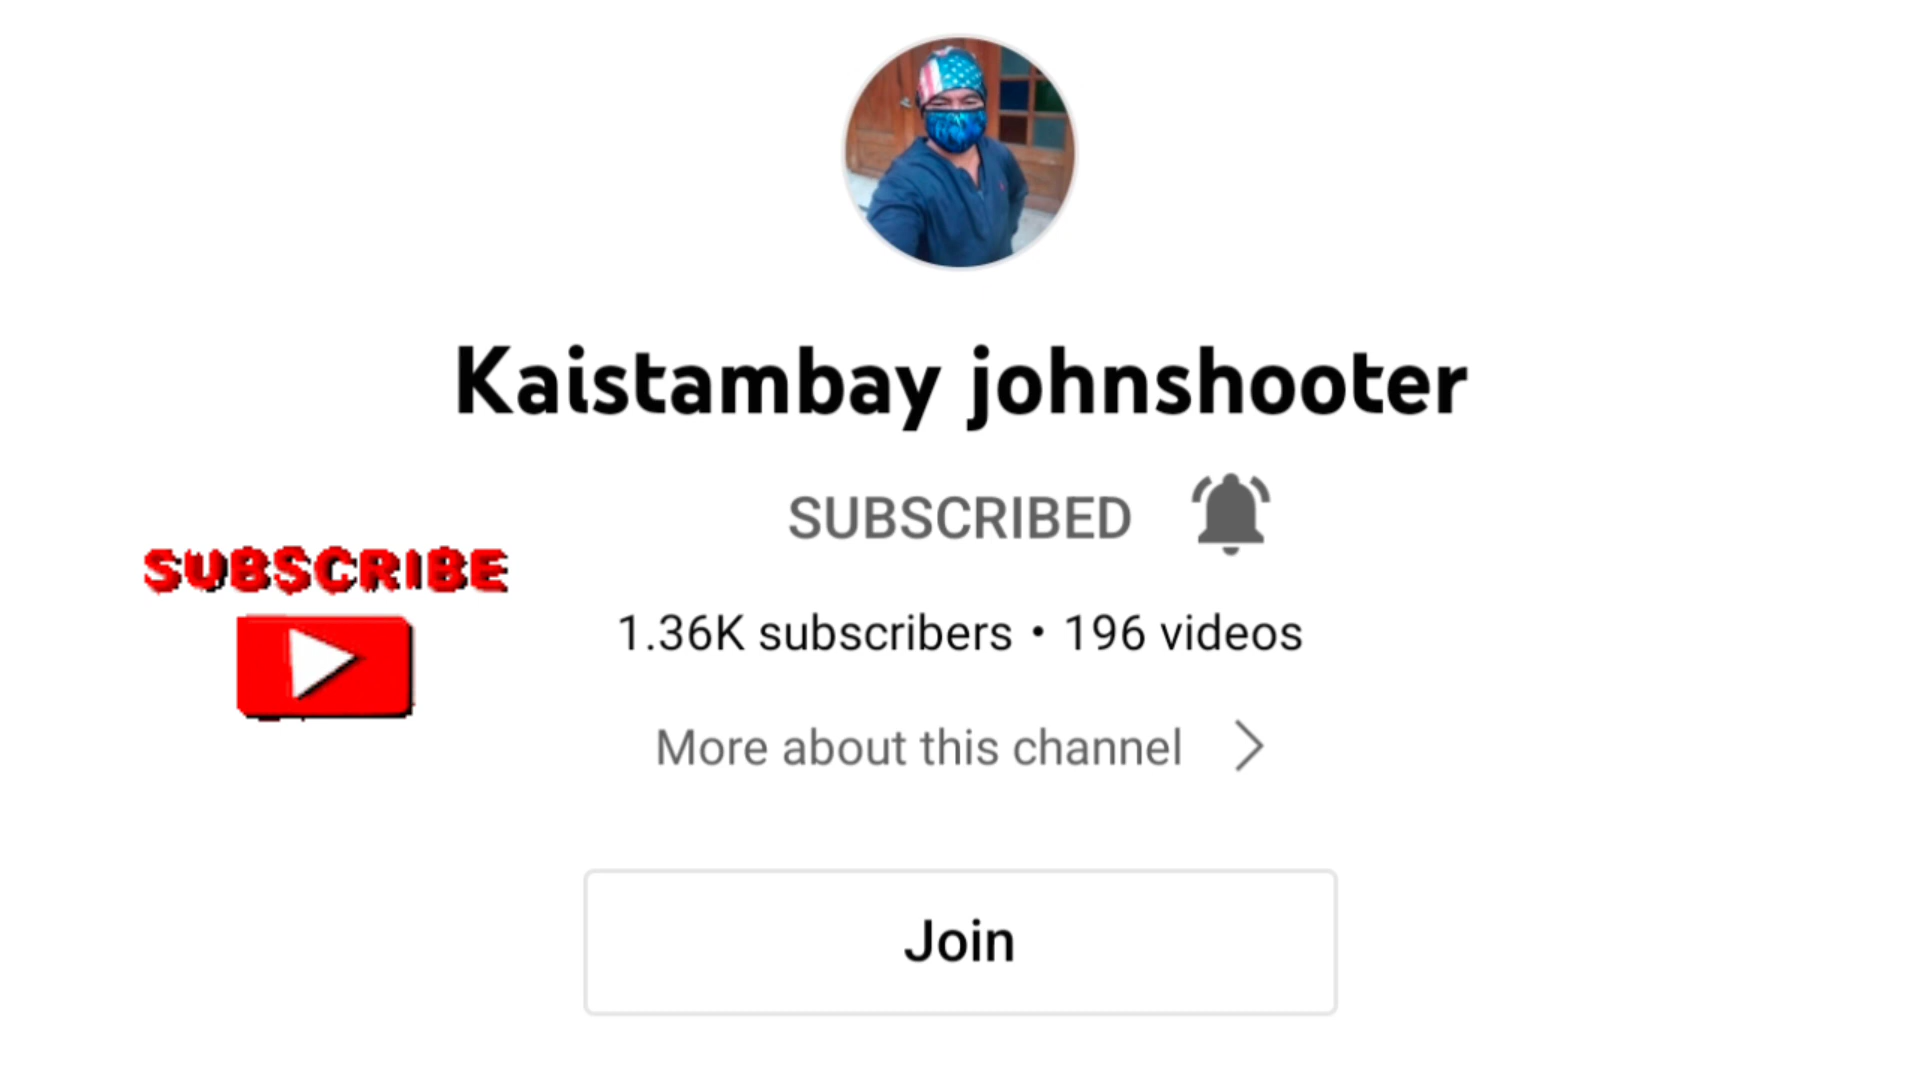 Kaistambay johnshooter
SUBSCRIBED
SUBSCRIBE
1.36K subscribers • 196 videos
More about this channel
Join